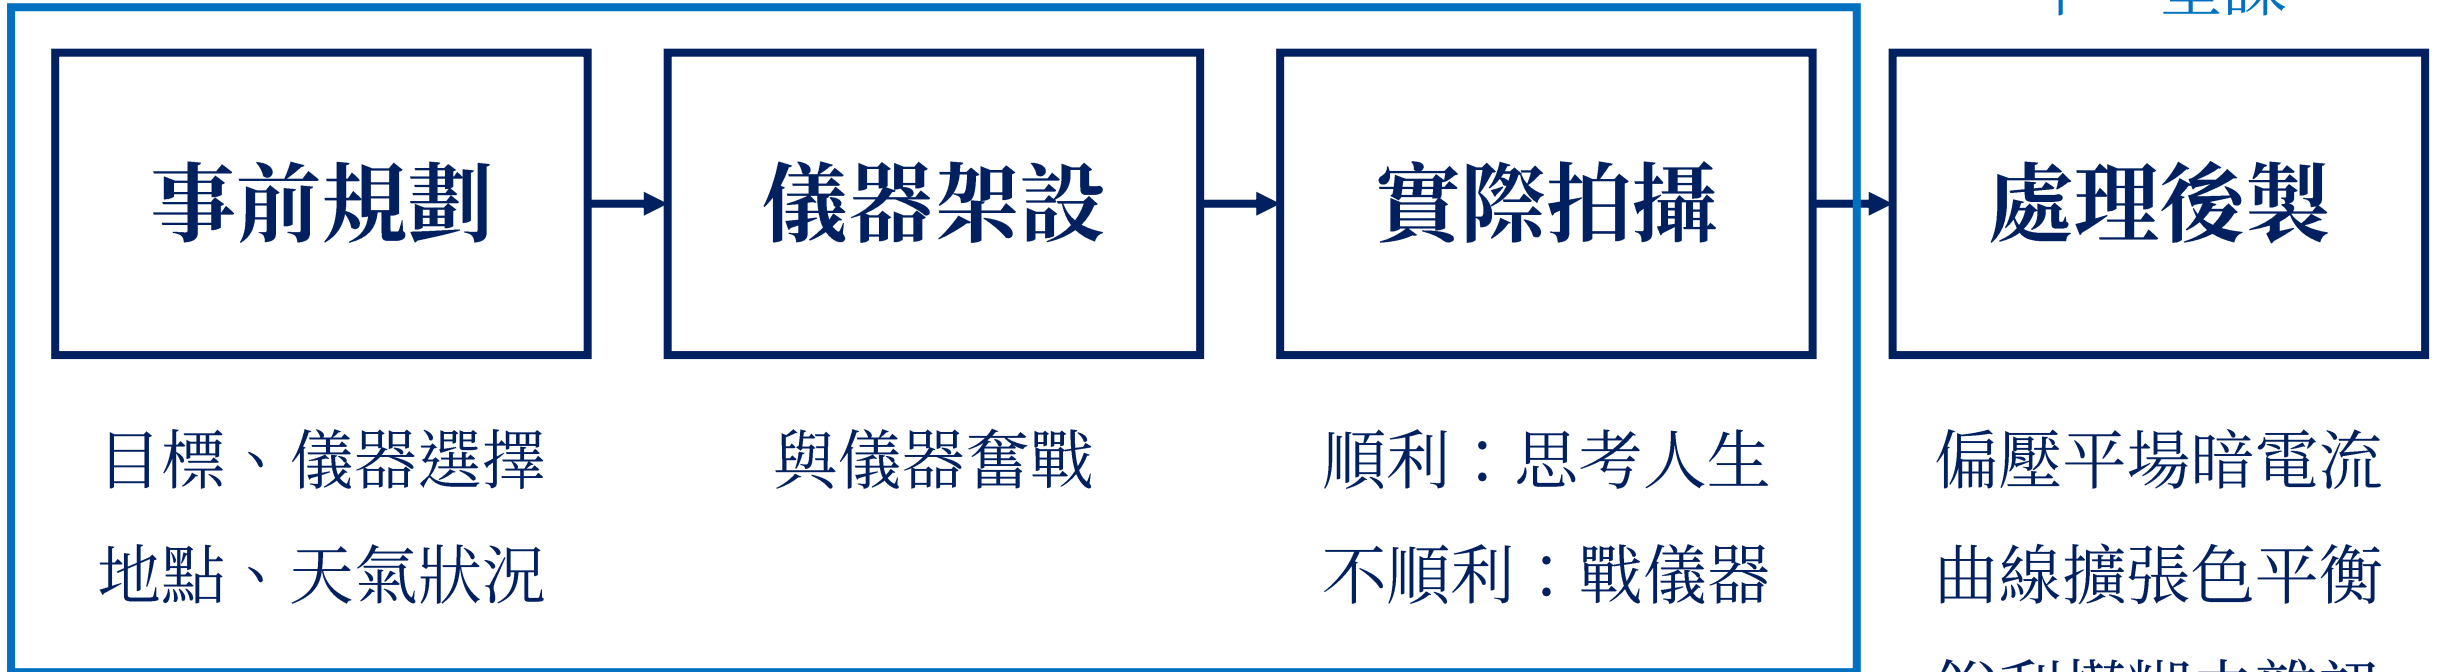 事前規劃
儀器架設
實際拍攝
處理後製
目標、儀器選擇
地點、天氣狀況
與儀器奮戰
順利：思考人生
不順利：戰儀器
偏壓平場暗電流
曲線擴張色平衡